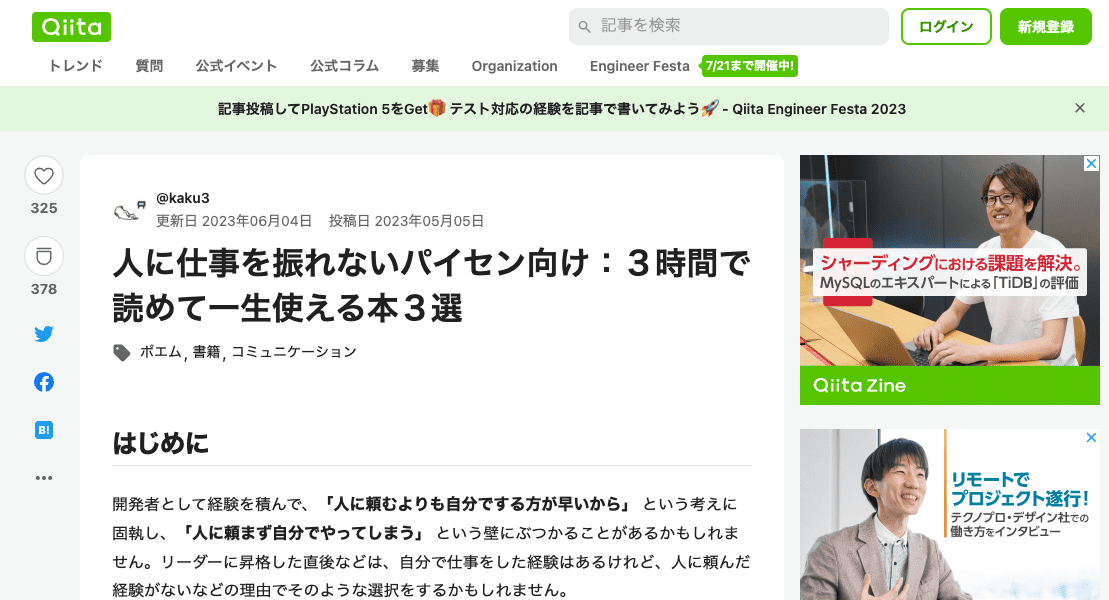 Qiita
記事を検索
ログイン
新規登録
トレンド 質問 公式イベント 公式コラム 募集 Organization Engineer Festa 7/21まで開催中!
記事投稿してPlayStation 5をGet🎁 テスト対応の経験を記事で書いてみよう🚀 - Qiita Engineer Festa 2023
325
378
B!
@kaku3
更新日 2023年06月04日 投稿日 2023年05月05日
人に仕事を振れないパイセン向け：３時間で
読めて一生使える本３選
ポエム, 書籍, コミュニケーション
はじめに
開発者として経験を積んで、「人に頼むよりも自分でする方が早いから」 という考えに
固執し、「人に頼まず自分でやってしまう」 という壁にぶつかることがあるかもしれま
せん。リーダーに昇格した直後などは、自分で仕事をした経験はあるけれど、人に頼んだ
経験がないなどの理由でそのような選択をするかもしれません。
シャーディングにおける課題を解決。
MySQLのエキスパートによる「TiDB」の評価
Qiita Zine
リモートで
プロジェクト遂行!
テクノプロ・デザイン社での
働き方をインタビュー